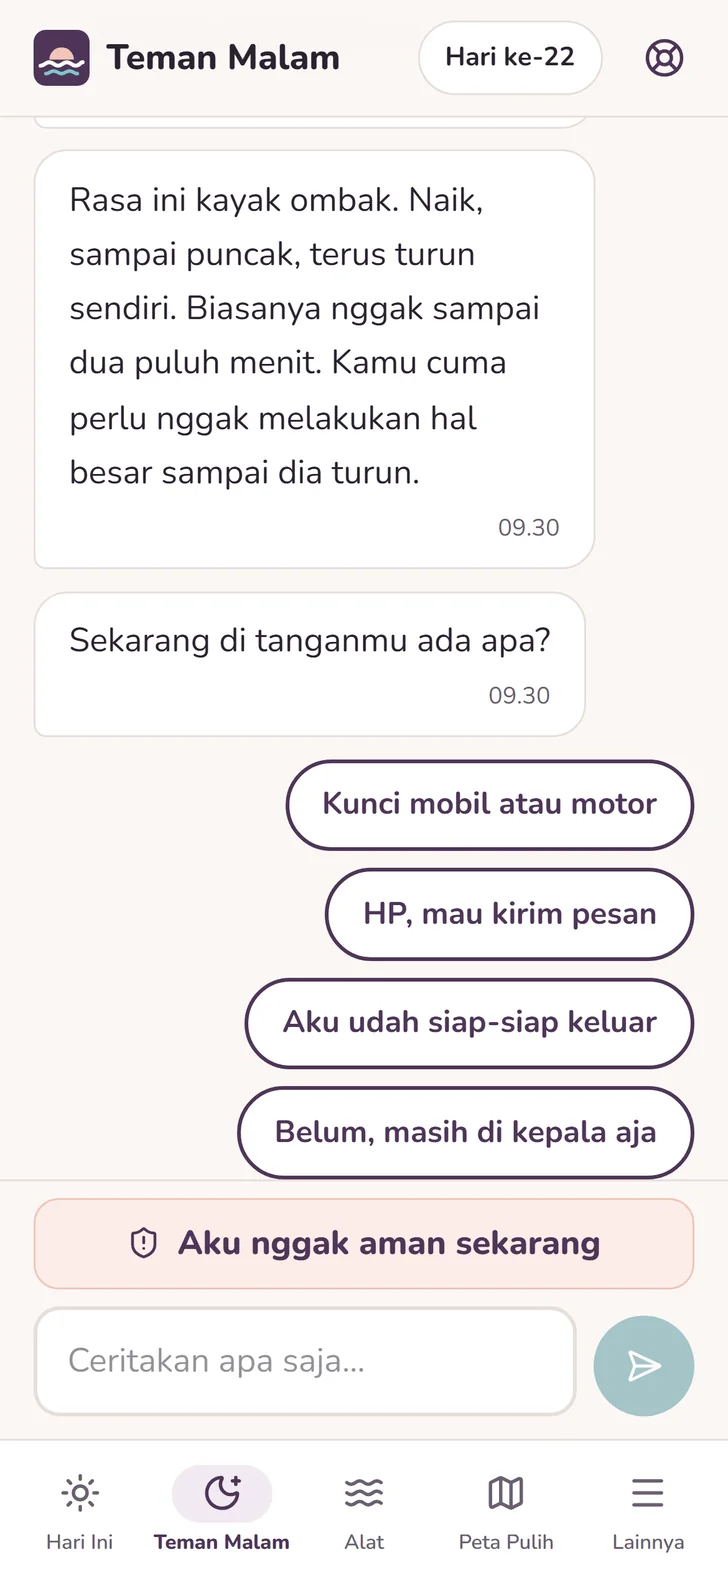 Teman Malam
Hari ke-22
Rasa ini kayak ombak. Naik,
sampai puncak, terus turun
sendiri. Biasanya nggak sampai
dua puluh menit. Kamu cuma
perlu nggak melakukan hal
besar sampai dia turun.
09.30
Sekarang di tanganmu ada apa?
09.30
Kunci mobil atau motor
HP, mau kirim pesan
Aku udah siap-siap keluar
Belum, masih di kepala aja
Aku nggak aman sekarang
Ceritakan apa saja...
Hari Ini
Teman Malam
Alat
Peta Pulih
Lainnya